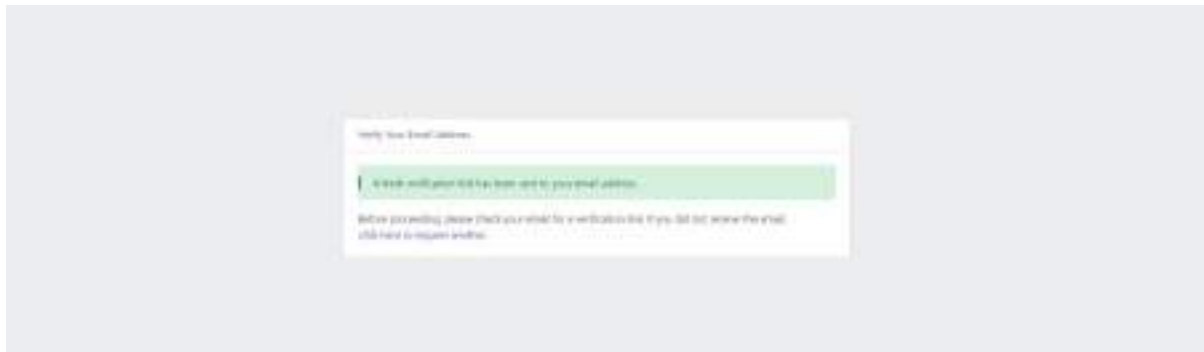 Verify Your Email Address
A fresh verification link has been sent to your email address.
Before proceeding, please check your email for a verification link. If you did not receive the email,
click here to request another.